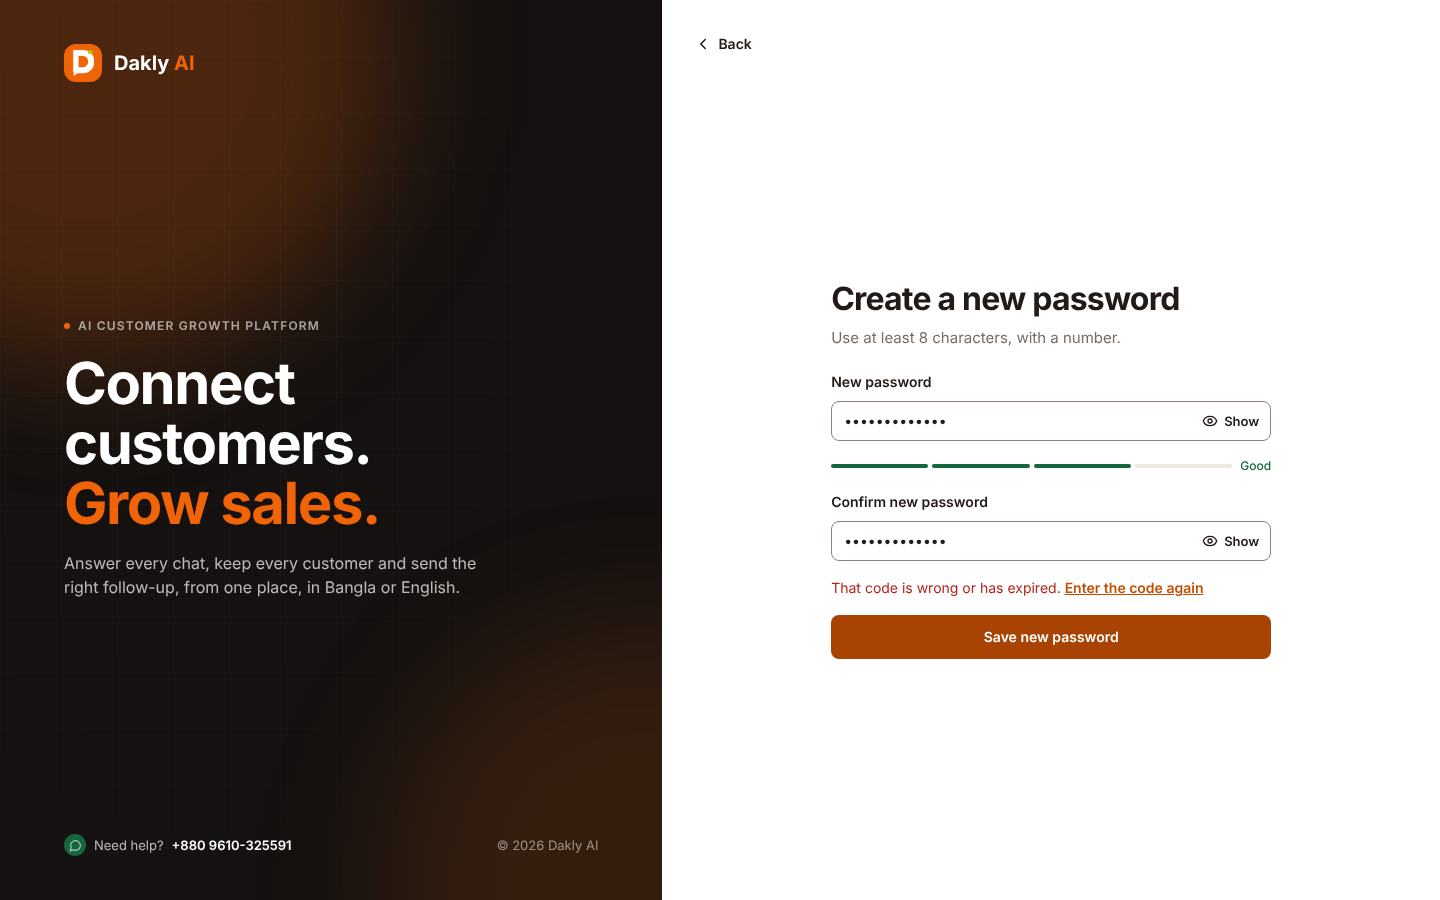 Dakly AI
Back
AI CUSTOMER GROWTH PLATFORM
Connect
customers.
Grow sales.
Answer every chat, keep every customer and send the
right follow-up, from one place, in Bangla or English.
Need help? +880 9610-325591
© 2026 Dakly AI
Create a new password
Use at least 8 characters, with a number.
New password
•••••••••••••
Show
Good
Confirm new password
•••••••••••••
Show
That code is wrong or has expired. Enter the code again
Save new password